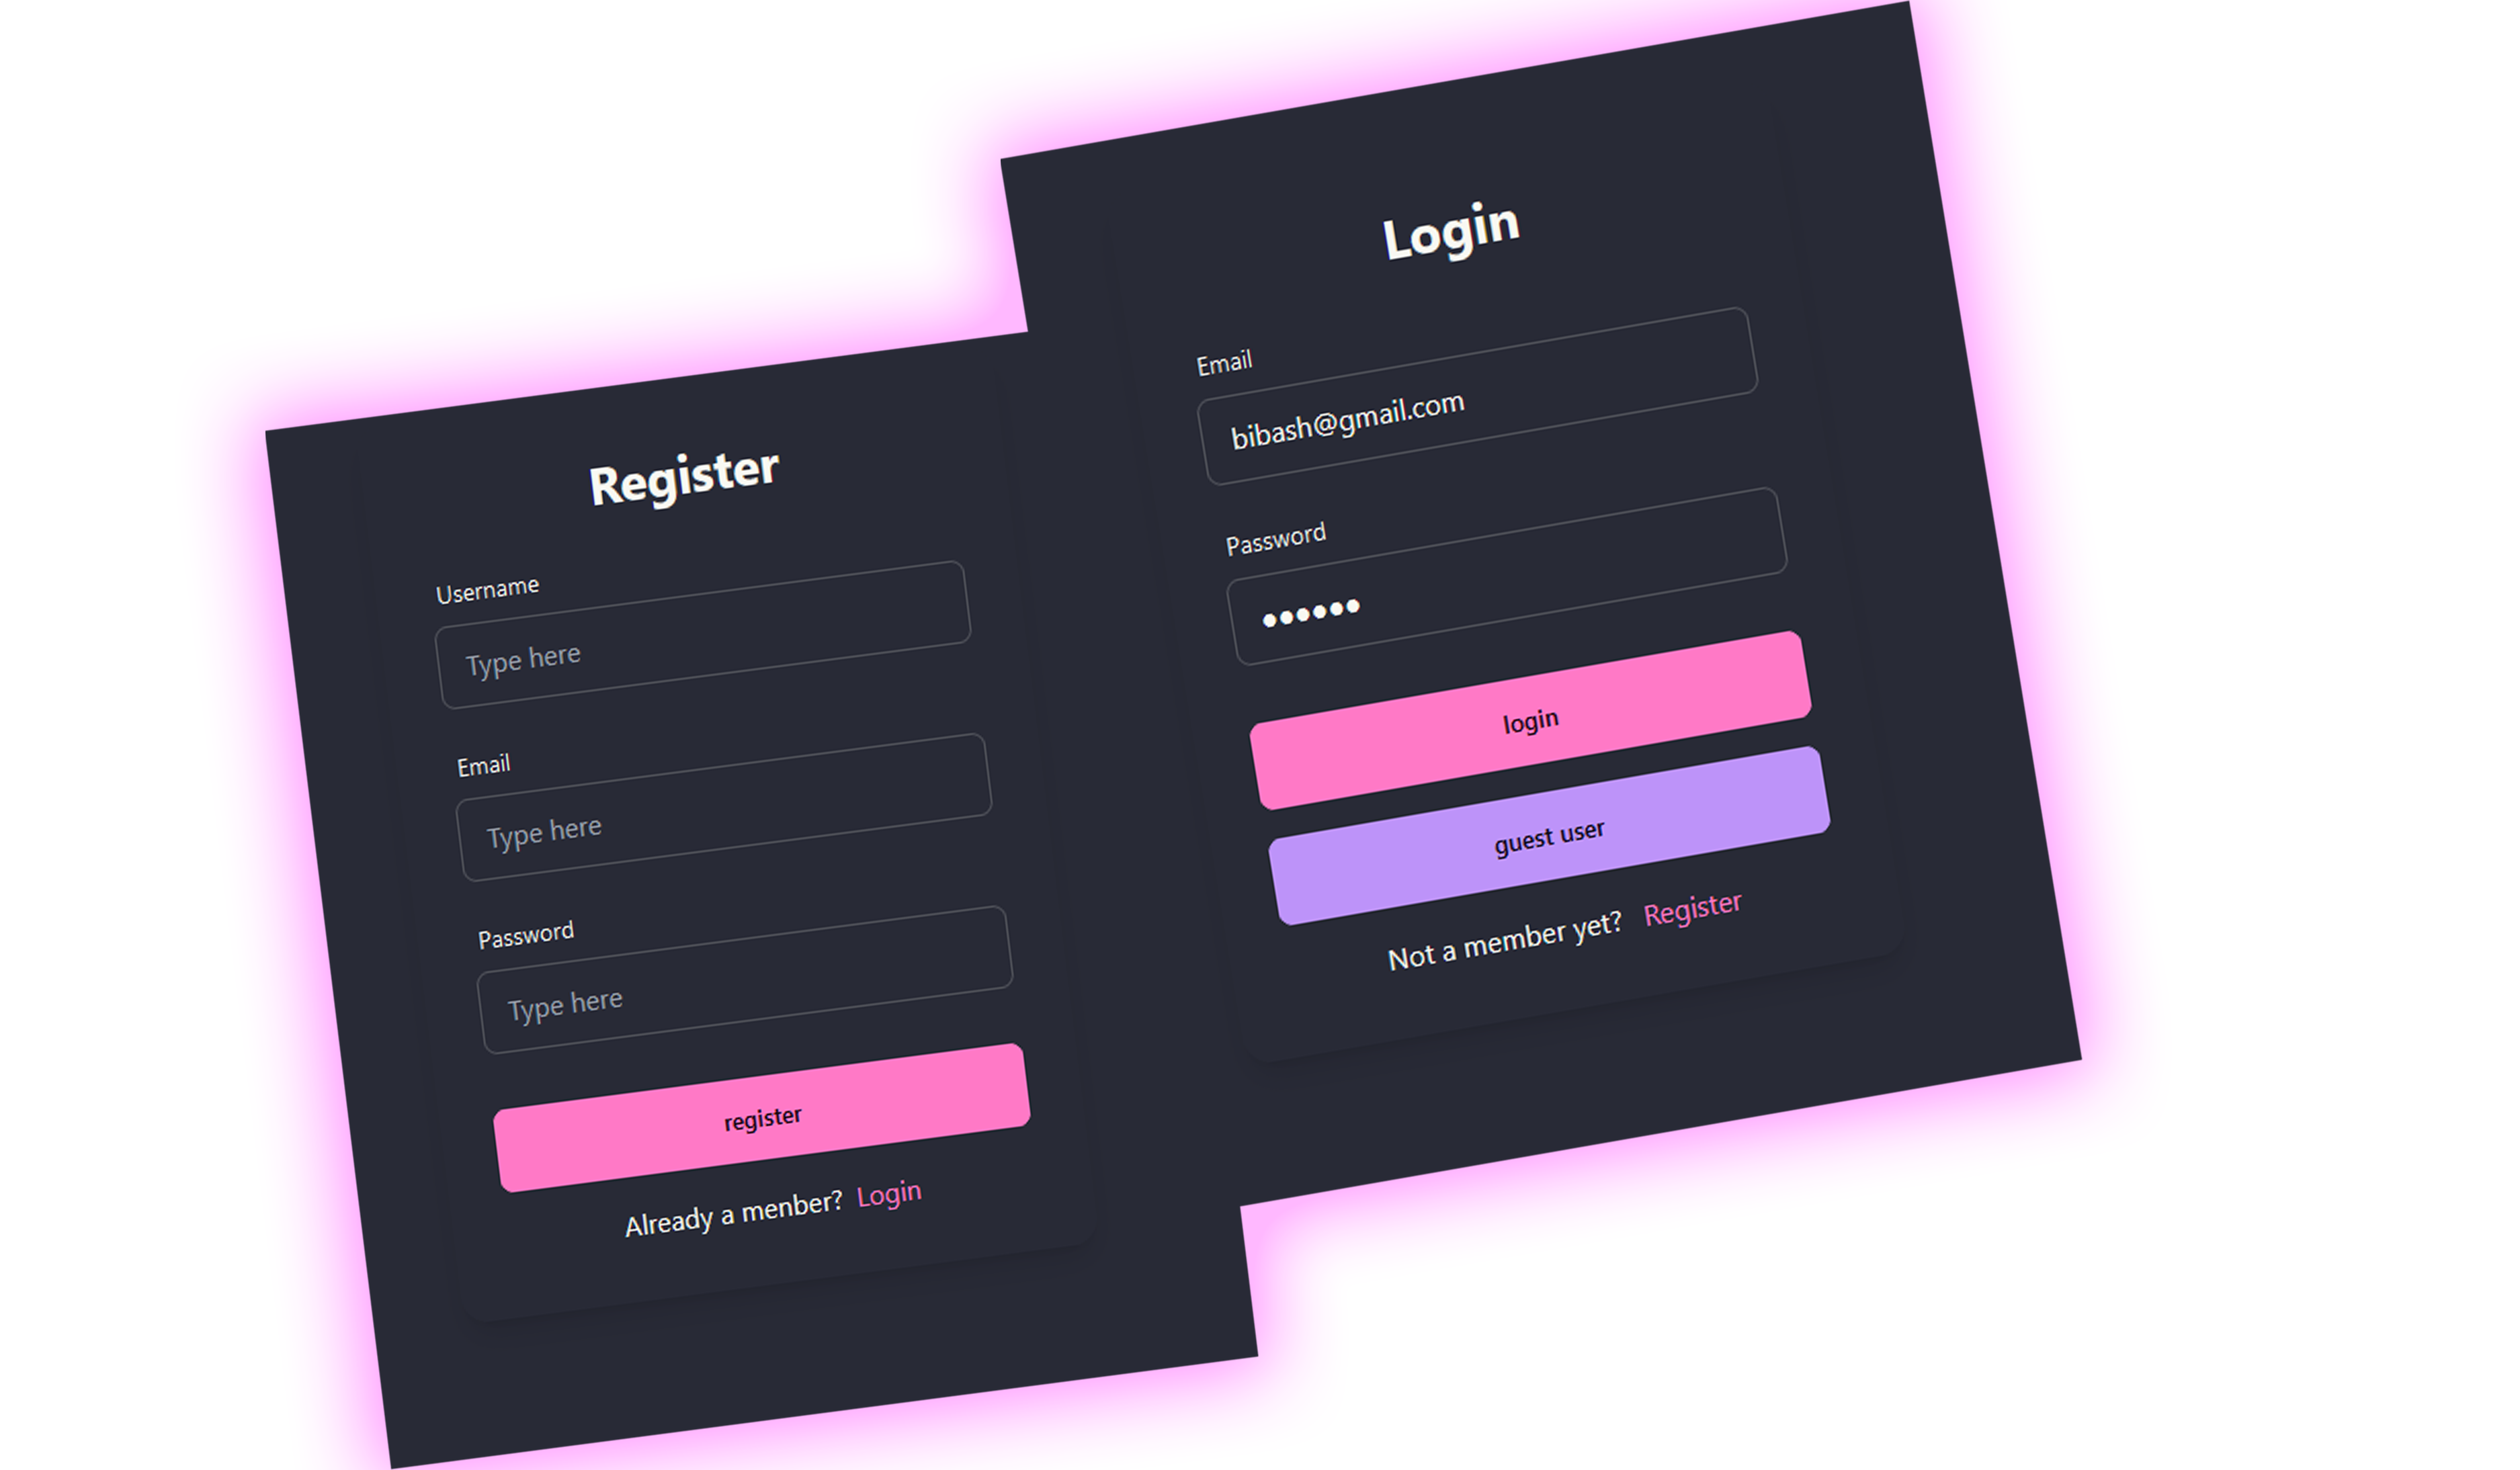 Register
Username
Type here
Email
Type here
Password
Type here
register
Already a menber? Login
Login
Email
bibash@gmail.com
Password
••••••
login
guest user
Not a member yet? Register